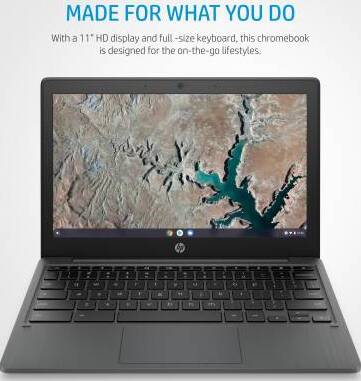 MADE FOR WHAT YOU DO
With a 11" HD display and full -size keyboard, this chromebook
is designed for the on-the-go lifestyles.
hp